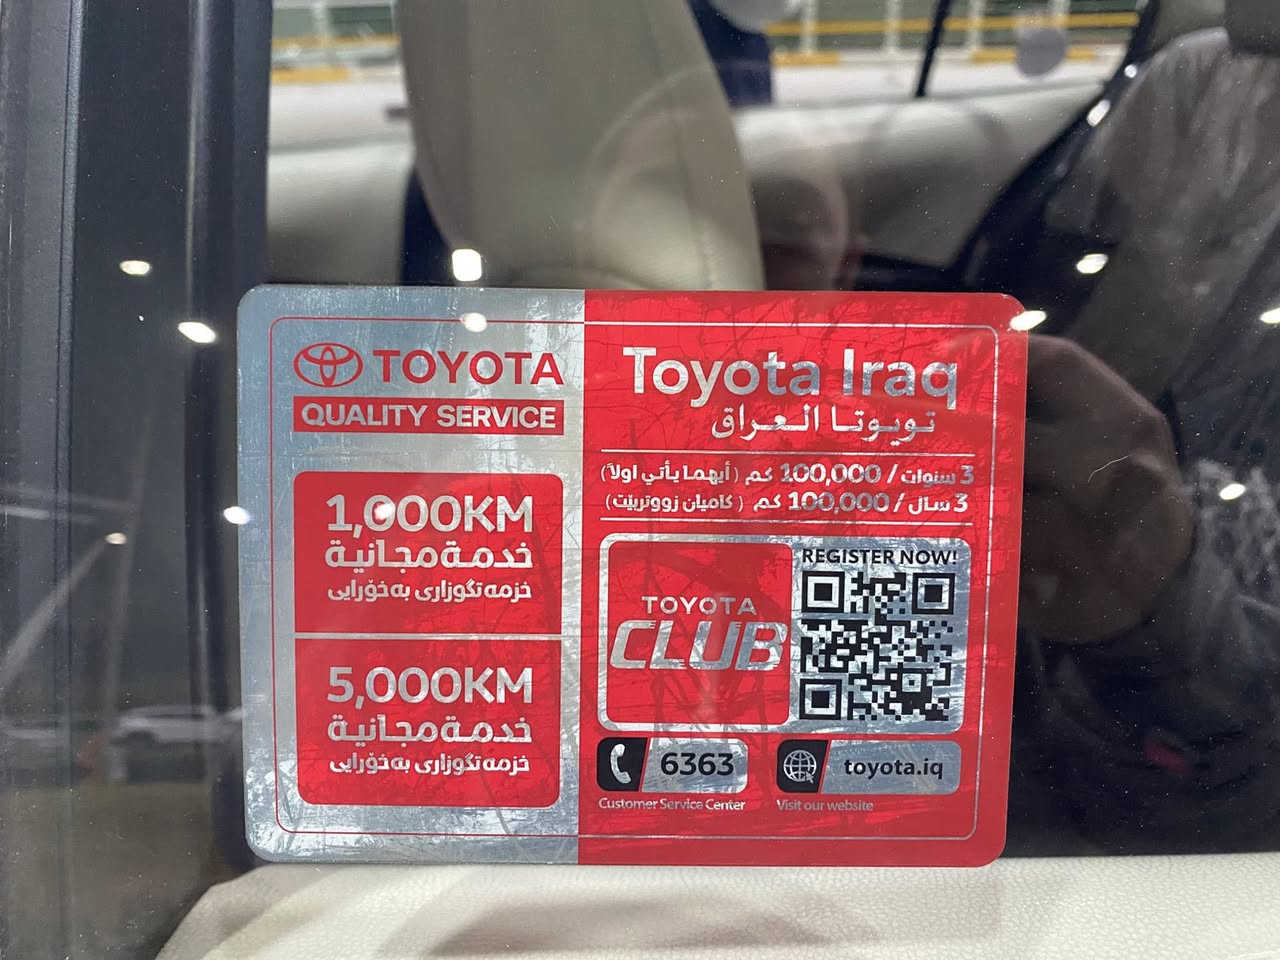 TOYOTA
QUALITY SERVICE
1,000KM
خدمة مجانية
خزمەتگوزاری بەخۆرایی
5,000KM
خدمة مجانية
خزمەتگوزاری بەخۆرایی
Toyota Iraq
تويوتا العراق
3 سنوات / 100,000 كم (أيهما يأتي اولاً)
3 سال / 100,000 كم (کامیان زووتربێت)
TOYOTA
CLUB
REGISTER NOW!
6363
Customer Service Center
toyota.iq
Visit our website